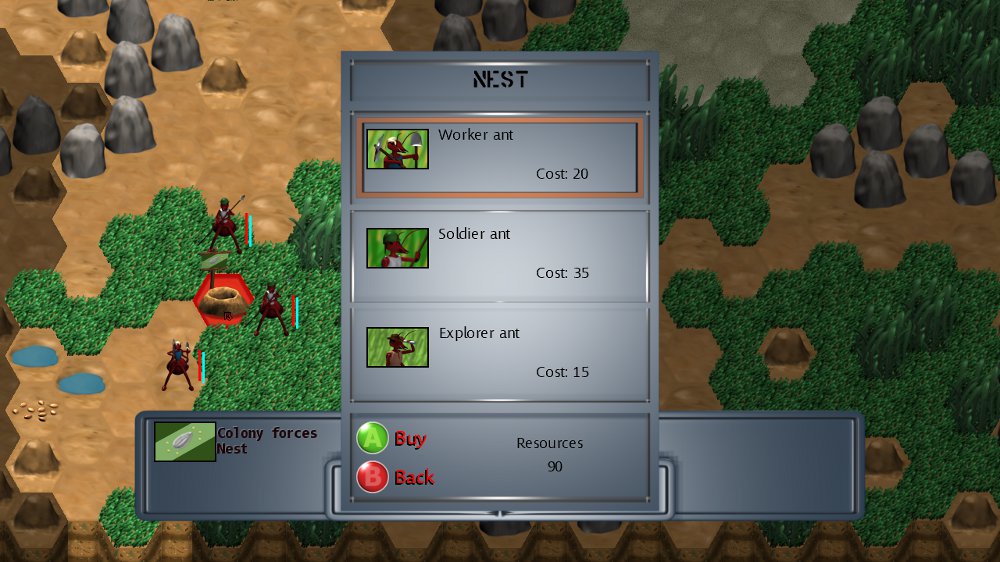 NEST
Worker ant
Cost: 20
Soldier ant
Cost: 35
Explorer ant
Cost: 15
Colony forces
Nest
A Buy
B Back
Resources
90